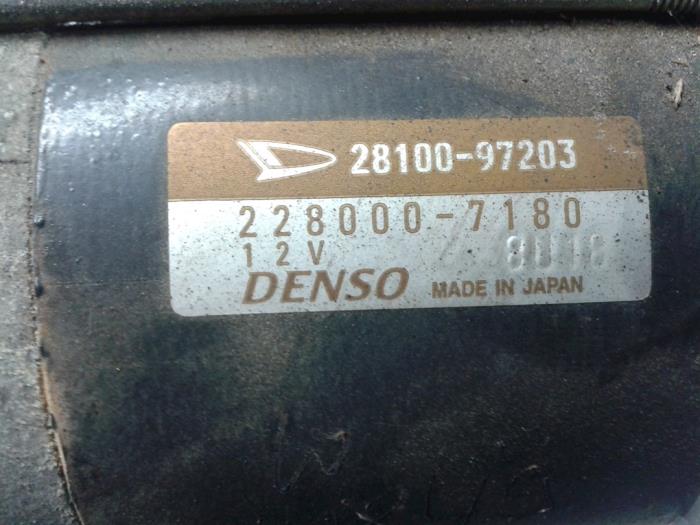 28100-97203
228000-7180
12V
DENSO MADE IN JAPAN